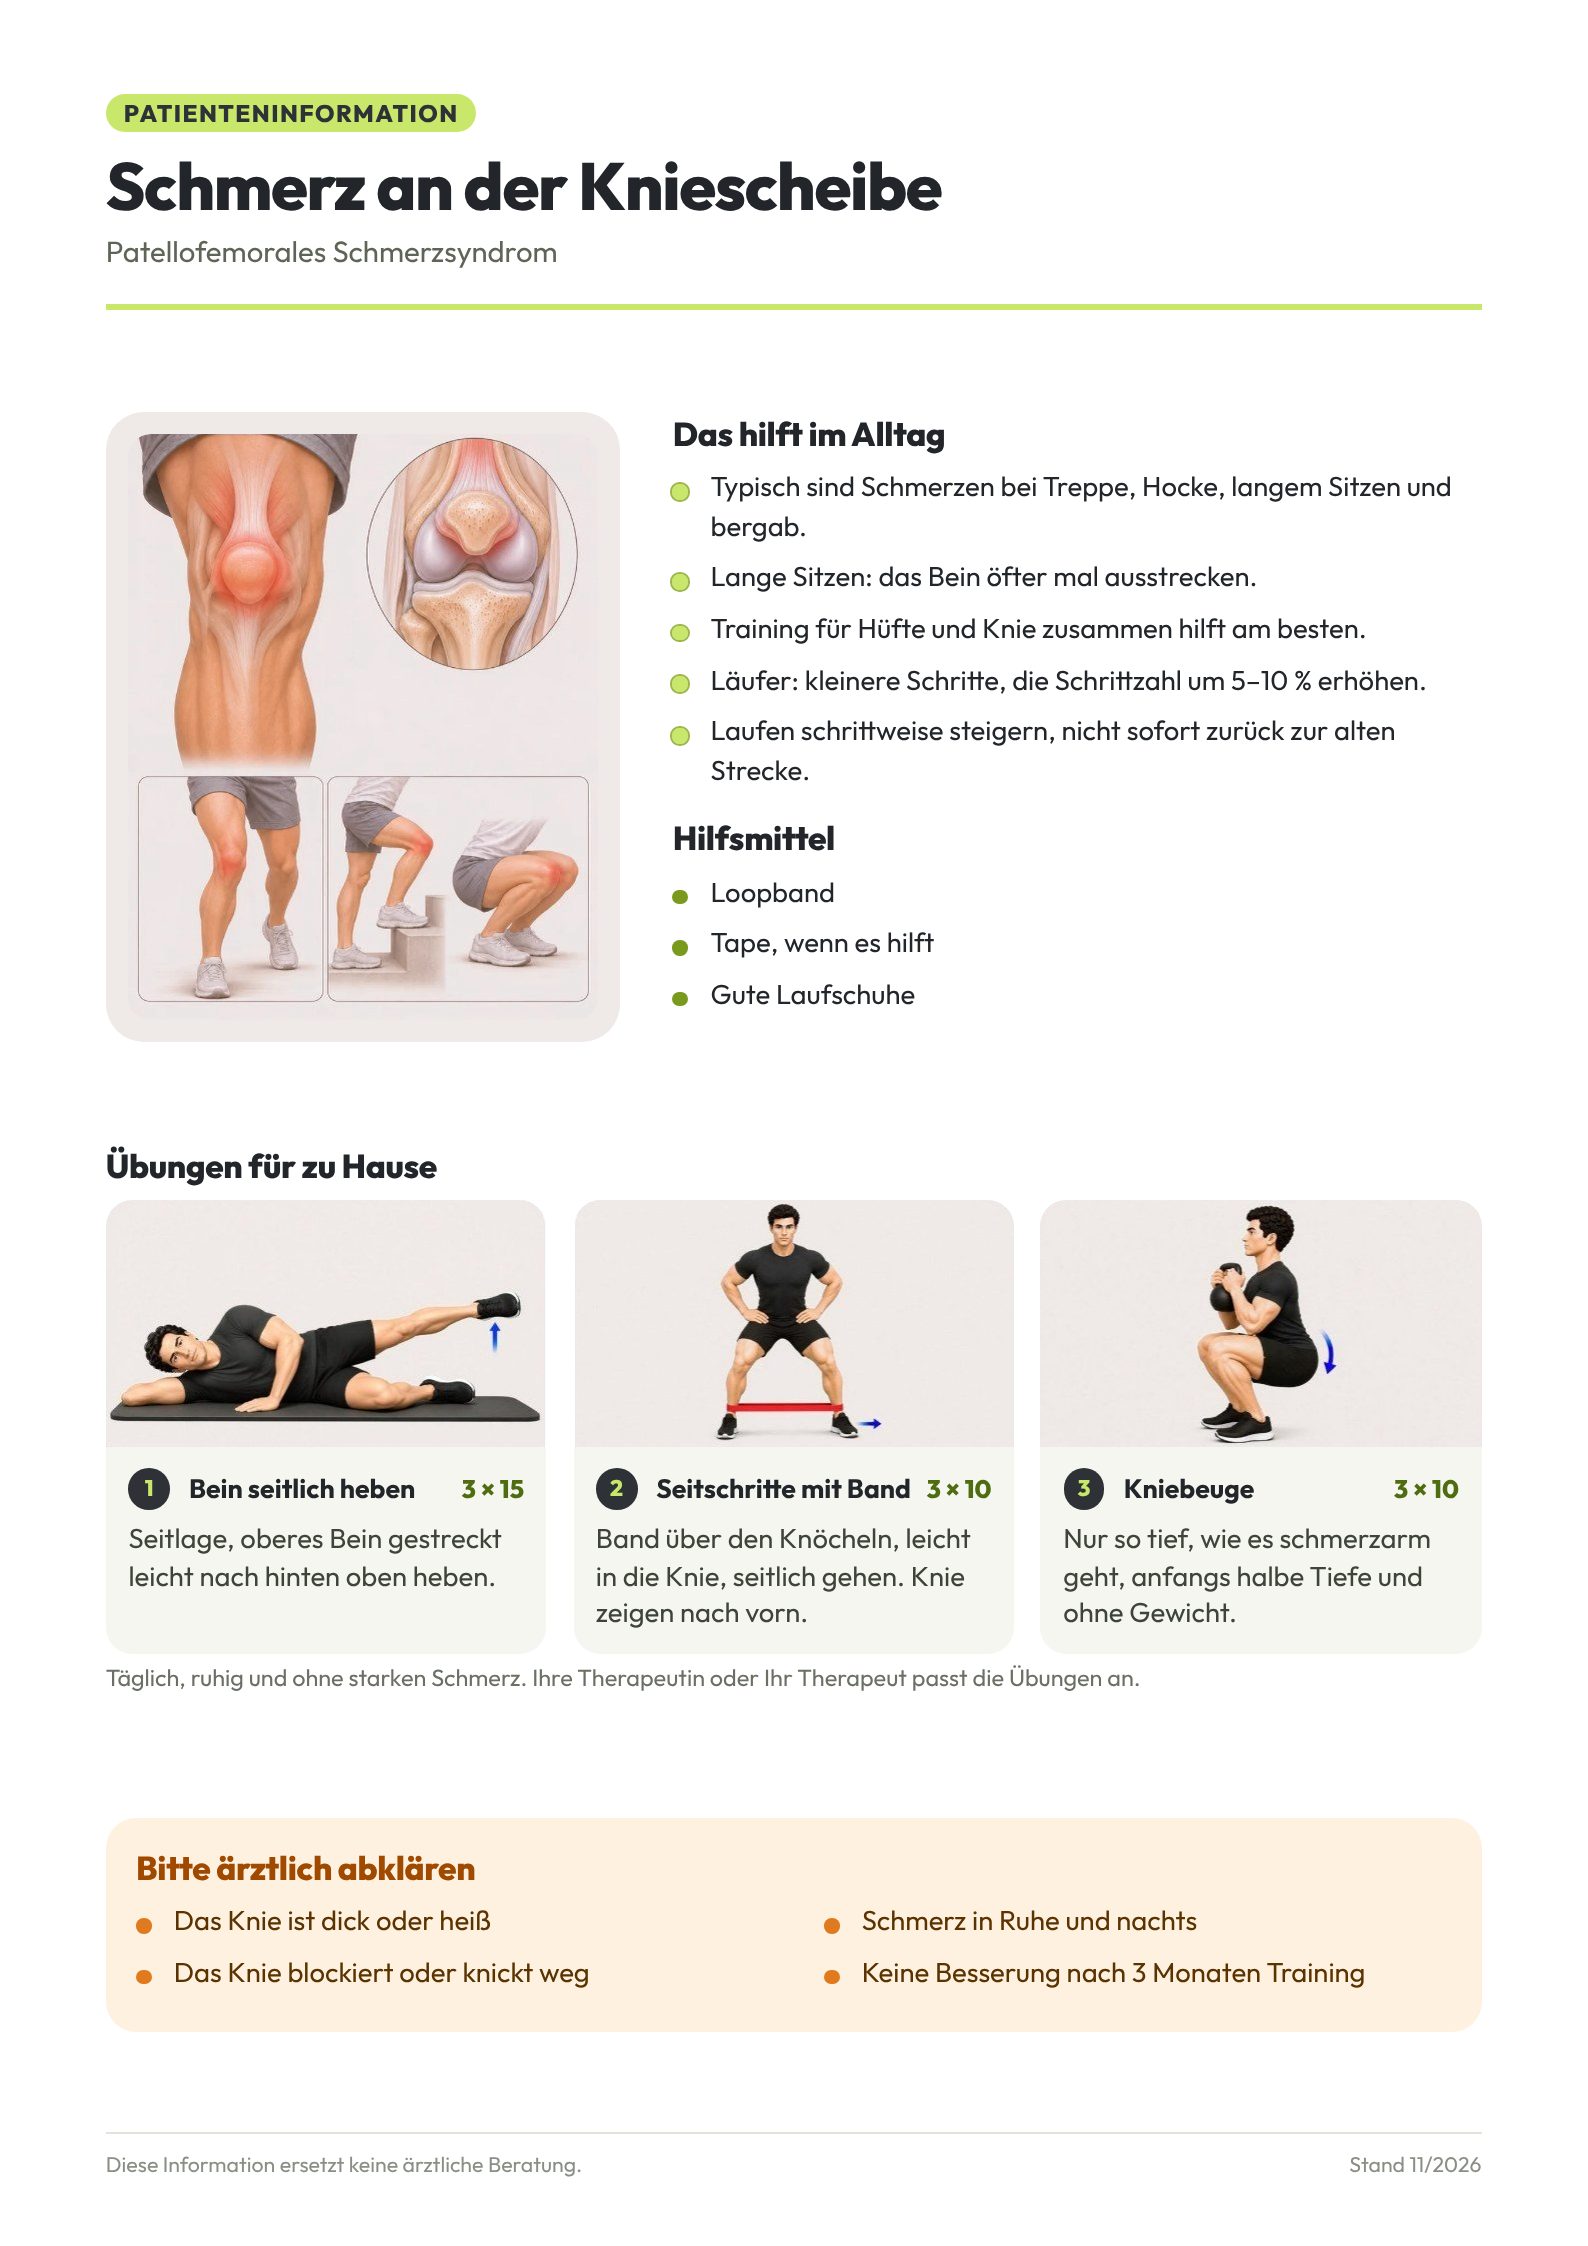 PATIENTENINFORMATION
Schmerz an der Kniescheibe
Patellofemorales Schmerzsyndrom
Das hilft im Alltag
Typisch sind Schmerzen bei Treppe, Hocke, langem Sitzen und
bergab.
Lange Sitzen: das Bein öfter mal ausstrecken.
Training für Hüfte und Knie zusammen hilft am besten.
Läufer: kleinere Schritte, die Schrittzahl um 5–10 % erhöhen.
Laufen schrittweise steigern, nicht sofort zurück zur alten
Strecke.
Hilfsmittel
Loopband
Tape, wenn es hilft
Gute Laufschuhe
Übungen für zu Hause
1 Bein seitlich heben 3 × 15
Seitlage, oberes Bein gestreckt
leicht nach hinten oben heben.
2 Seitschritte mit Band 3 × 10
Band über den Knöcheln, leicht
in die Knie, seitlich gehen. Knie
zeigen nach vorn.
3 Kniebeuge 3 × 10
Nur so tief, wie es schmerzarm
geht, anfangs halbe Tiefe und
ohne Gewicht.
Täglich, ruhig und ohne starken Schmerz. Ihre Therapeutin oder Ihr Therapeut passt die Übungen an.
Bitte ärztlich abklären
Das Knie ist dick oder heiß
Das Knie blockiert oder knickt weg
Schmerz in Ruhe und nachts
Keine Besserung nach 3 Monaten Training
Diese Information ersetzt keine ärztliche Beratung.
Stand 11/2026